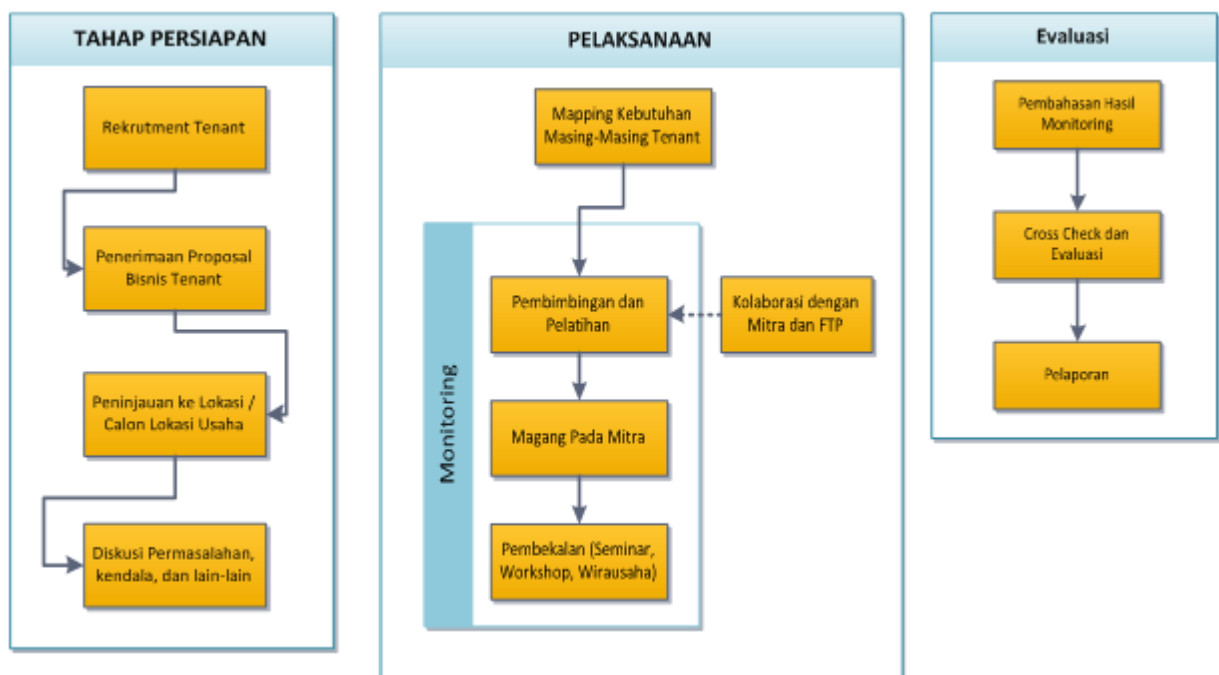 TAHAP PERSIAPAN
Rekrutment Tenant
Penerimaan Proposal
Bisnis Tenant
Peninjauan ke Lokasi /
Calon Lokasi Usaha
Diskusi Permasalahan,
kendala, dan lain-lain
PELAKSANAAN
Mapping Kebutuhan
Masing-Masing Tenant
Monitoring
Pembimbingan dan
Pelatihan
Kolaborasi dengan
Mitra dan FTP
Magang Pada Mitra
Pembekalan (Seminar,
Workshop, Wirausaha)
Evaluasi
Pembahasan Hasil
Monitoring
Cross Check dan
Evaluasi
Pelaporan